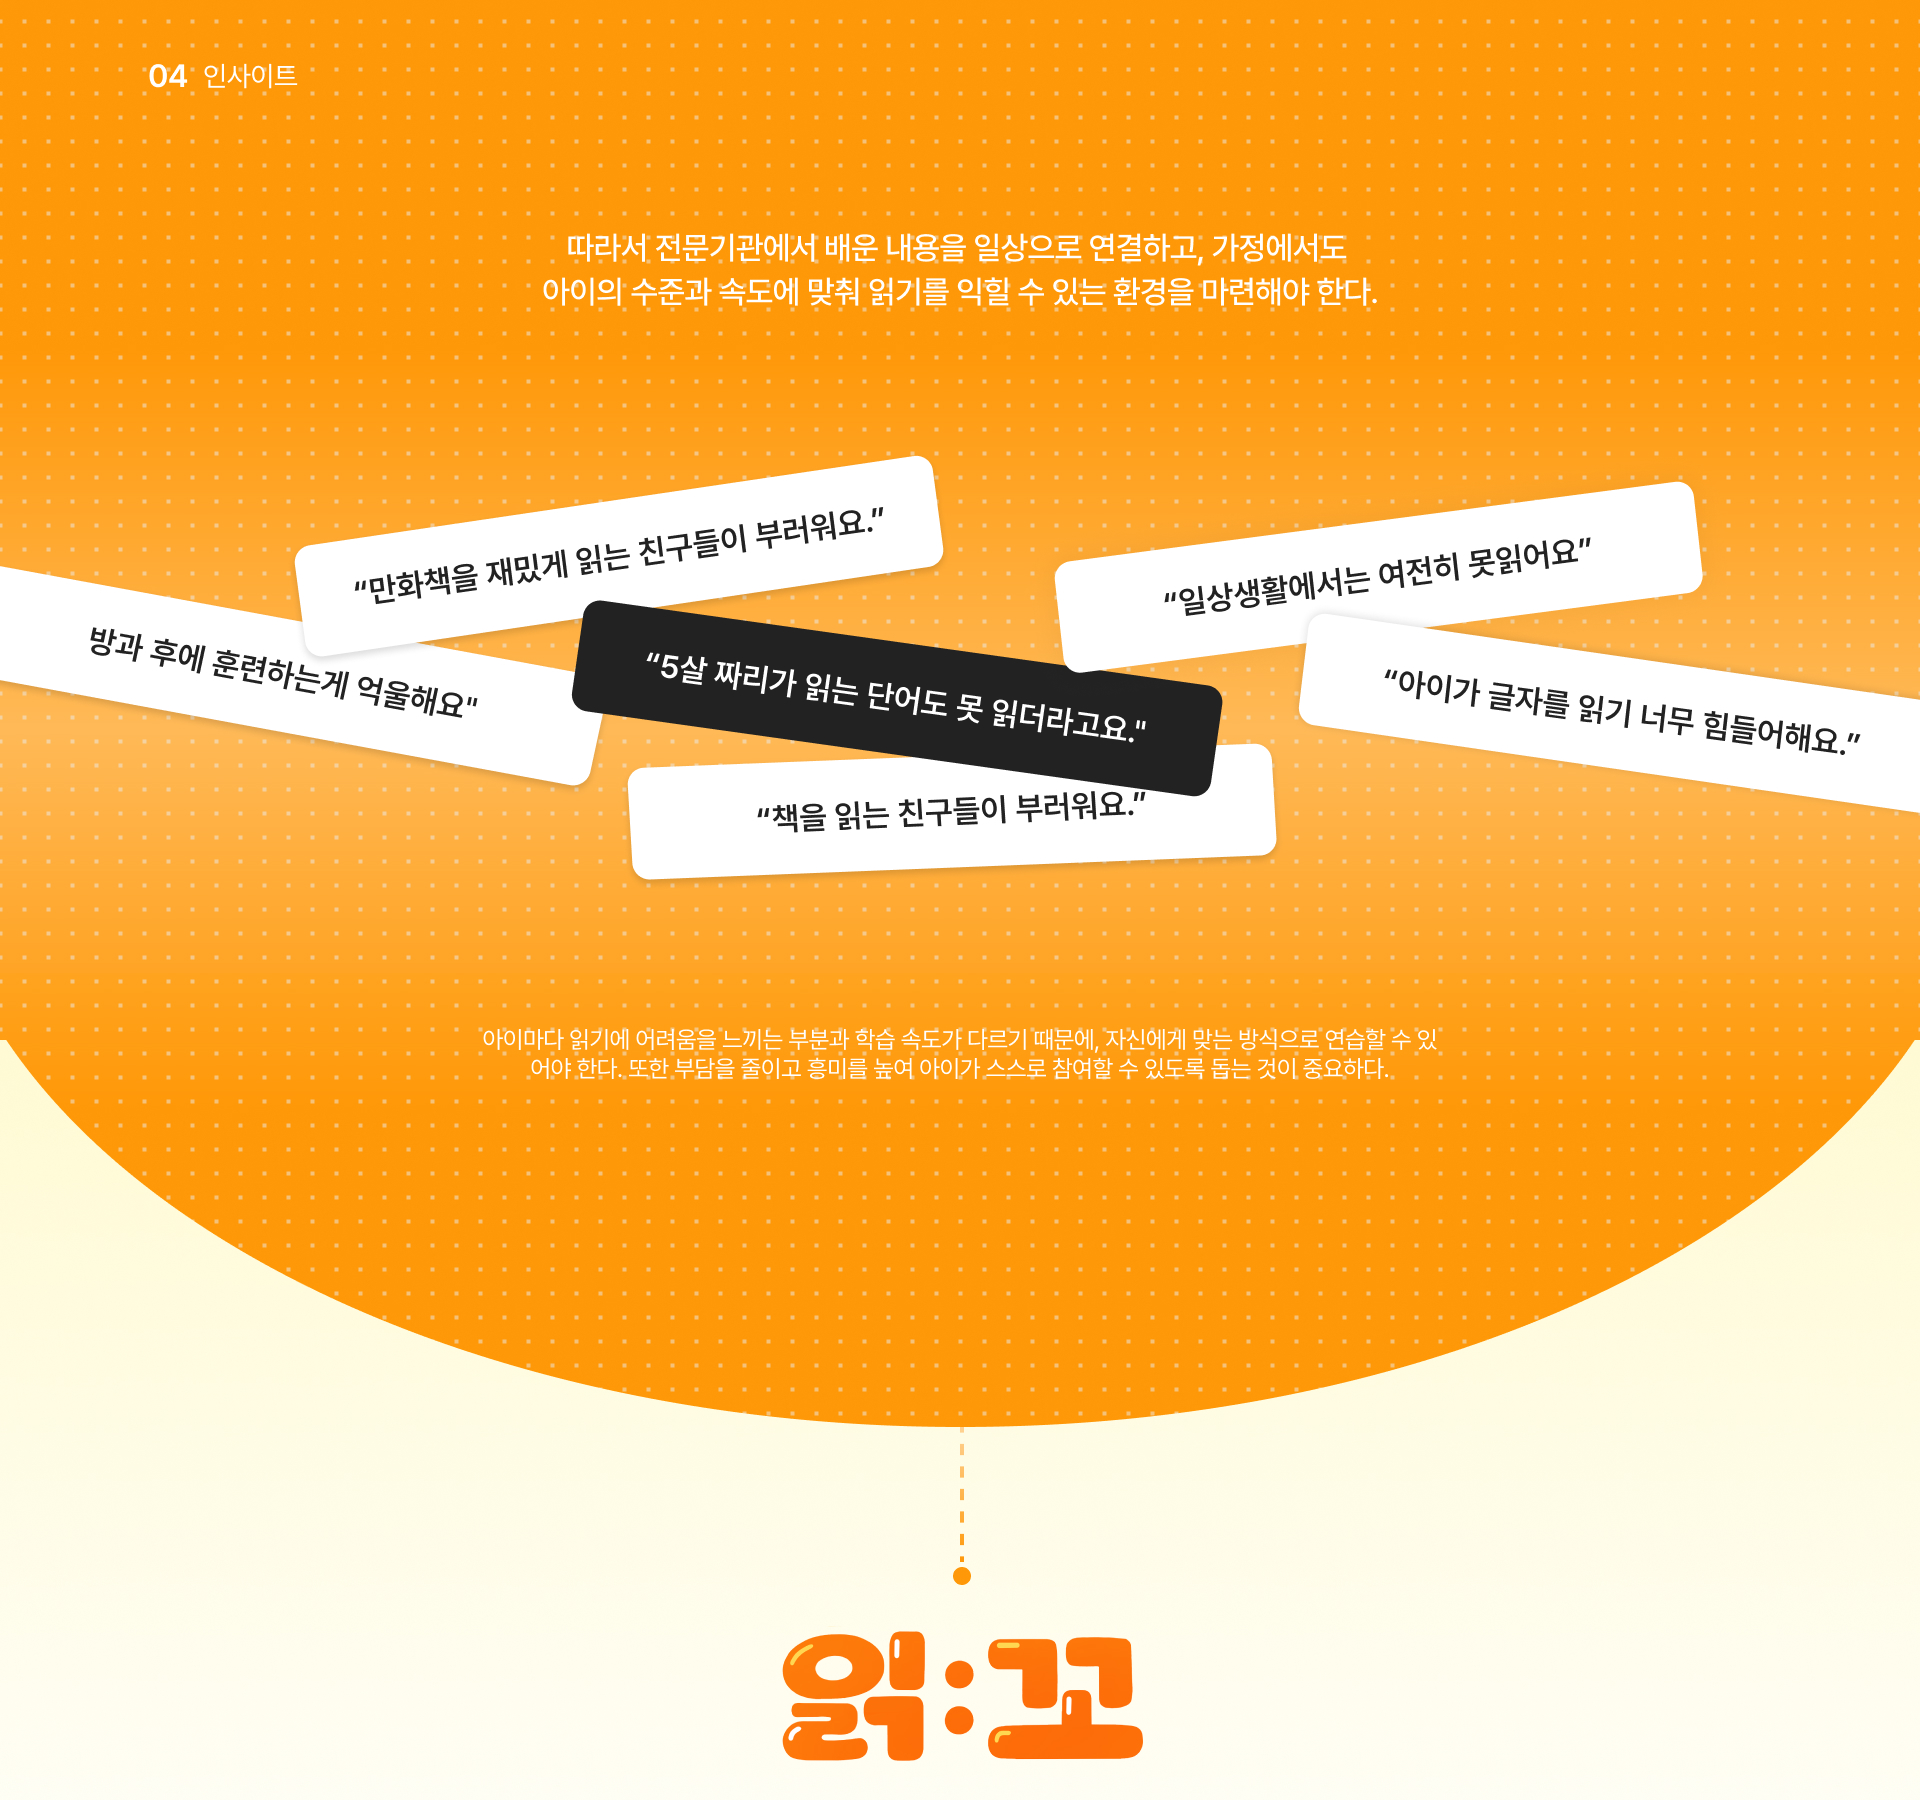 04 인사이트
따라서 전문기관에서 배운 내용을 일상으로 연결하고, 가정에서도
아이의 수준과 속도에 맞춰 읽기를 익힐 수 있는 환경을 마련해야 한다.
“만화책을 재밌게 읽는 친구들이 부러워요.”
“일상생활에서는 여전히 못읽어요”
방과 후에 훈련하는게 억울해요"
“5살 짜리가 읽는 단어도 못 읽더라고요."
“아이가 글자를 읽기 너무 힘들어해요.”
“책을 읽는 친구들이 부러워요.”
아이마다 읽기에 어려움을 느끼는 부분과 학습 속도가 다르기 때문에, 자신에게 맞는 방식으로 연습할 수 있
어야 한다. 또한 부담을 줄이고 흥미를 높여 아이가 스스로 참여할 수 있도록 돕는 것이 중요하다.
읽:꼬